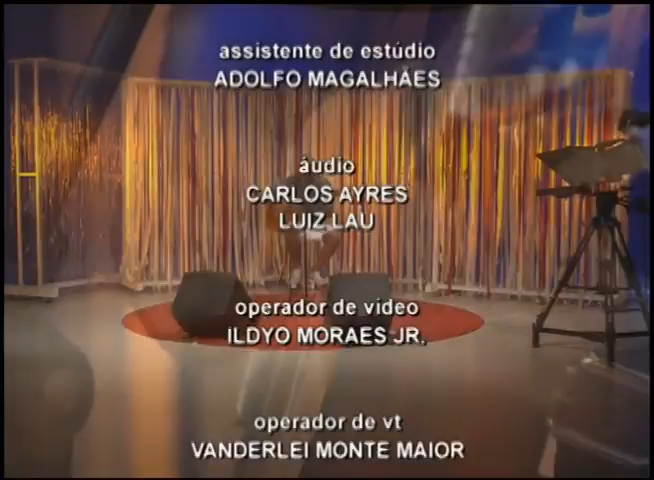 assistente de estúdio
ADOLFO MAGALHÃES
áudio
CARLOS AYRES
LUIZ LAU
operador de vídeo
ILDYO MORAES JR.
operador de vt
VANDERLEI MONTE MAIOR